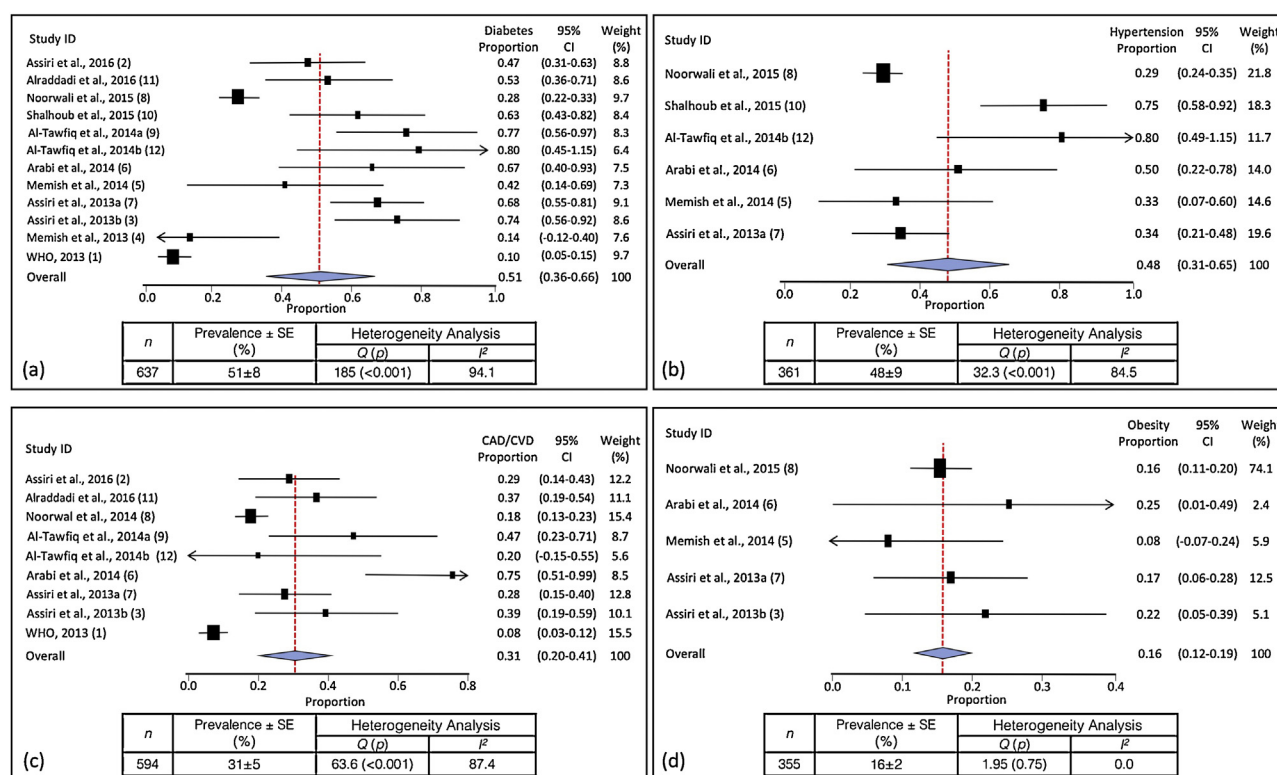 Study ID
Diabetes 95% Weight
Proportion CI (%)
Assiri et al., 2016 (2) 0.47 (0.31-0.63) 8.8
Alraddadi et al., 2016 (11) 0.53 (0.36-0.71) 8.6
Noorwali et al., 2015 (8) 0.28 (0.22-0.33) 9.7
Shalhoub et al., 2015 (10) 0.63 (0.43-0.82) 8.4
Al-Tawfiq et al., 2014a (9) 0.77 (0.56-0.97) 8.3
Al-Tawfiq et al., 2014b (12) 0.80 (0.45-1.15) 6.4
Arabi et al., 2014 (6) 0.67 (0.40-0.93) 7.5
Memish et al., 2014 (5) 0.42 (0.14-0.69) 7.3
Assiri et al., 2013a (7) 0.68 (0.55-0.81) 9.1
Assiri et al., 2013b (3) 0.74 (0.56-0.92) 8.6
Memish et al., 2013 (4) 0.14 (-0.12-0.40) 7.6
WHO, 2013 (1) 0.10 (0.05-0.15) 9.7
Overall 0.51 (0.36-0.66) 100
0.0 0.4 0.6 0.8 1.0
Proportion
n Prevalence ± SE (%) Heterogeneity Analysis
Q (p) I²
637 51±8 185 (<0.001) 94.1
(a)
Study ID
Hypertension 95% Weight
Proportion CI (%)
Noorwali et al., 2015 (8) 0.29 (0.24-0.35) 21.8
Shalhoub et al., 2015 (10) 0.75 (0.58-0.92) 18.3
Al-Tawfiq et al., 2014b (12) 0.80 (0.49-1.15) 11.7
Arabi et al., 2014 (6) 0.50 (0.22-0.78) 14.0
Memish et al., 2014 (5) 0.33 (0.07-0.60) 14.6
Assiri et al., 2013a (7) 0.34 (0.21-0.48) 19.6
Overall 0.48 (0.31-0.65) 100
0.0 0.2 0.4 0.6 0.8 1.0
Proportion
n Prevalence ± SE (%) Heterogeneity Analysis
Q (p) I²
361 48±9 32.3 (<0.001) 84.5
(b)
Study ID
CAD/CVD 95% Weight
Proportion CI (%)
Assiri et al., 2016 (2) 0.29 (0.14-0.43) 12.2
Alraddadi et al., 2016 (11) 0.37 (0.19-0.54) 11.1
Noorwal et al., 2014 (8) 0.18 (0.13-0.23) 15.4
Al-Tawfiq et al., 2014a (9) 0.47 (0.23-0.71) 8.7
Al-Tawfiq et al., 2014b (12) 0.20 (-0.15-0.55) 5.6
Arabi et al., 2014 (6) 0.75 (0.51-0.99) 8.5
Assiri et al., 2013a (7) 0.28 (0.15-0.40) 12.8
Assiri et al., 2013b (3) 0.39 (0.19-0.59) 10.1
WHO, 2013 (1) 0.08 (0.03-0.12) 15.5
Overall 0.31 (0.20-0.41) 100
0.0 0.2 0.4 0.6 0.8
Proportion
n Prevalence ± SE (%) Heterogeneity Analysis
Q (p) I²
594 31±5 63.6 (<0.001) 87.4
(c)
Study ID
Obesity 95% Weigh
Proportion CI (%)
Noorwali et al., 2015 (8) 0.16 (0.11-0.20) 74.1
Arabi et al., 2014 (6) 0.25 (0.01-0.49) 2.4
Memish et al., 2014 (5) 0.08 (-0.07-0.24) 5.9
Assiri et al., 2013a (7) 0.17 (0.06-0.28) 12.5
Assiri et al., 2013b (3) 0.22 (0.05-0.39) 5.1
Overall 0.16 (0.12-0.19) 100
0.0 0.1 0.2 0.3 0.4
Proportion
n Prevalence ± SE (%) Heterogeneity Analysis
Q (p) I²
355 16±2 1.95 (0.75) 0.0
(d)